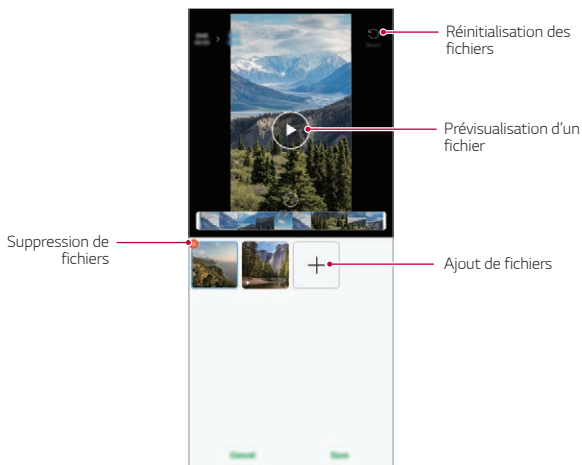 Réinitialisation des
fichiers
Prévisualisation d'un
fichier
Suppression de
fichiers
Ajout de fichiers
Cancel
Save